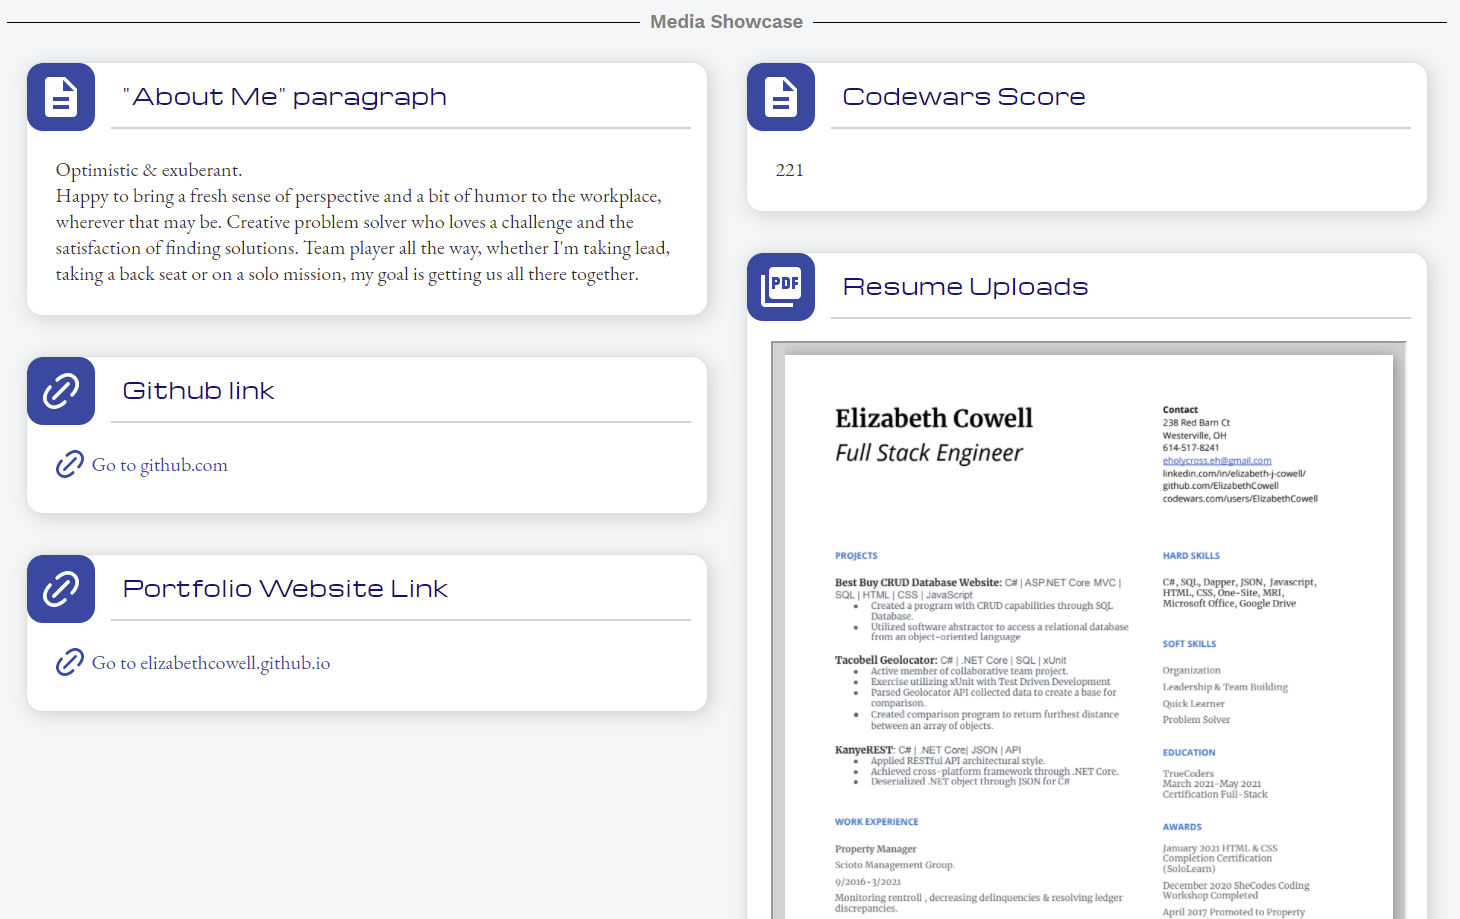 Media Showcase
"About Me" paragraph
Optimistic & exuberant.
Happy to bring a fresh sense of perspective and a bit of humor to the workplace,
wherever that may be. Creative problem solver who loves a challenge and the
satisfaction of finding solutions. Team player all the way, whether I'm taking lead,
taking a back seat or on a solo mission, my goal is getting us all there together.
Github link
Go to github.com
Portfolio Website Link
Go to elizabethcowell.github.io
Codewars Score
221
PDF
Resume Uploads
Elizabeth Cowell
Full Stack Engineer
Contact
238 Red Barn Ct
Westerville, OH
614-517-8241
eholycross.eh@gmail.com
linkedin.com/in/elizabeth-j-cowell/
github.com/ElizabethCowell
codewars.com/users/ElizabethCowell
PROJECTS
Best Buy CRUD Database Website: C# | ASP.NET Core MVC |
SQL | HTML | CSS | JavaScript
• Created a program with CRUD capabilities through SQL
Database.
• Utilized software abstractor to access a relational database
from an object-oriented language
Tacobell Geolocator: C# | .NET Core | SQL | xUnit
• Active member of collaborative team project.
• Exercise utilizing xUnit with Test Driven Development
• Parsed Geolocator API collected data to create a base for
comparison.
• Created comparison program to return furthest distance
between an array of objects.
KanyeREST: C# | .NET Core| JSON | API
• Applied RESTful API architectural style.
• Achieved cross-platform framework through .NET Core.
• Deserialized .NET object through JSON for C#
WORK EXPERIENCE
Property Manager
Scioto Management Group.
9/2016-3/2021
Monitoring rentroll , decreasing delinquencies & resolving ledger
discrepancies.
HARD SKILLS
C#, SQL, Dapper, JSON, Javascript,
HTML, CSS, One-Site, MRI,
Microsoft Office, Google Drive
SOFT SKILLS
Organization
Leadership & Team Building
Quick Learner
Problem Solver
EDUCATION
TrueCoders
March 2021-May 2021
Certification Full-Stack
AWARDS
January 2021 HTML & CSS
Completion Certification
(SoloLearn)
December 2020 SheCodes Coding
Workshop Completed
April 2017 Promoted to Property